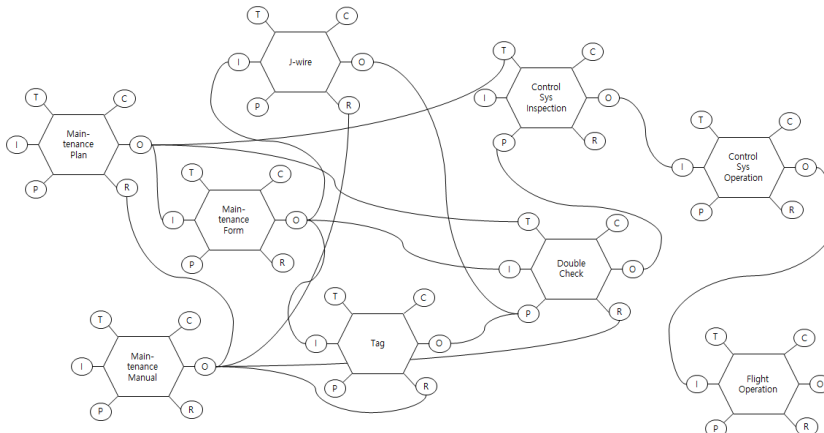 T
C
I
J-wire
O
P
R
T
C
I
Control
Sys
Inspection
O
P
R
T
C
I
Main-
tenance
Plan
O
P
R
T
C
I
Control
Sys
Operation
O
P
R
T
C
I
Main-
tenance
Form
O
P
R
T
C
I
Double
Check
O
P
R
T
C
I
Tag
O
P
R
T
C
I
Main-
tenance
Manual
O
P
R
T
C
I
Flight
Operation
O
P
R